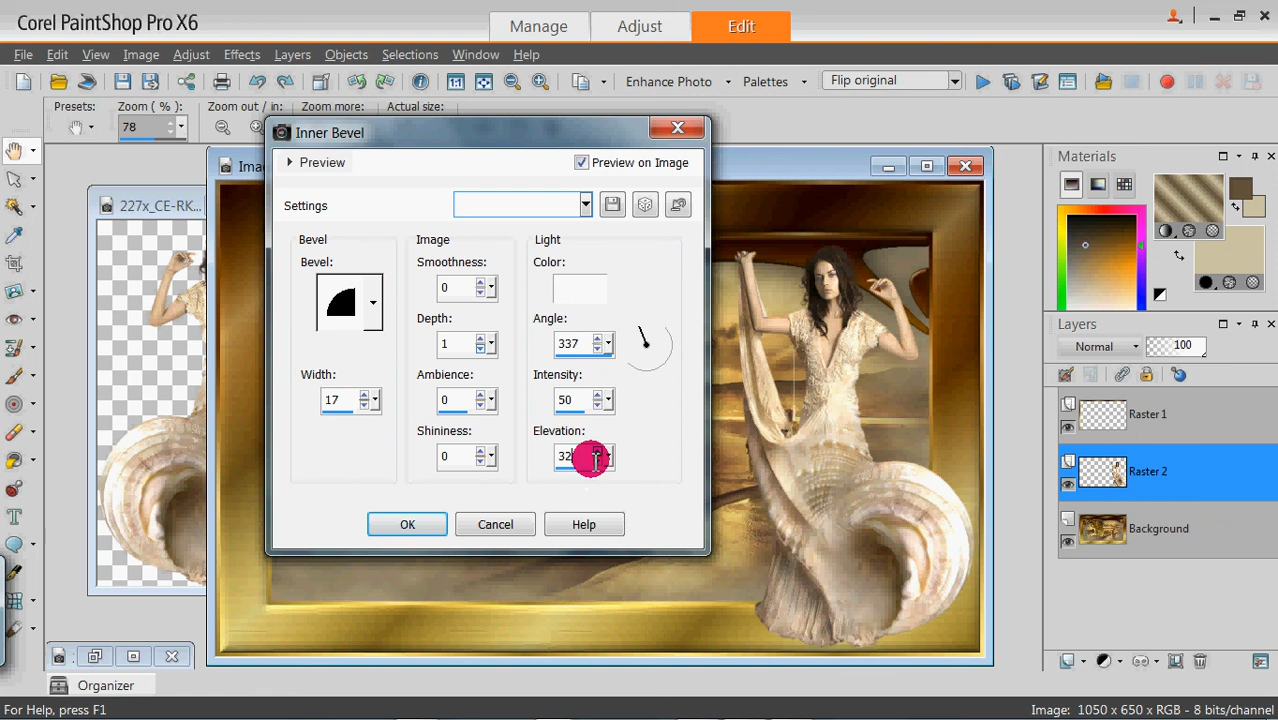 Corel PaintShop Pro X6
Manage Adjust Edit
File Edit View Image Adjust Effects Layers Objects Selections Window Help
1:1 Enhance Photo Palettes Flip original
Presets: Zoom ( % ): Zoom out / in: Zoom more: Actual size:
78
Inner Bevel
Preview Preview on Image
Settings
Bevel Image Light
Bevel: Smoothness: Color:
0
Depth: Angle:
1 337
Width: Ambience: Intensity:
17 0 50
Shininess: Elevation:
0 32
OK Cancel Help
227x_CE-RK...
Ima
Materials
Layers
Normal 100
Raster 1
Raster 2
Background
Organizer
For Help, press F1 Image: 1050 x 650 x RGB - 8 bits/channel